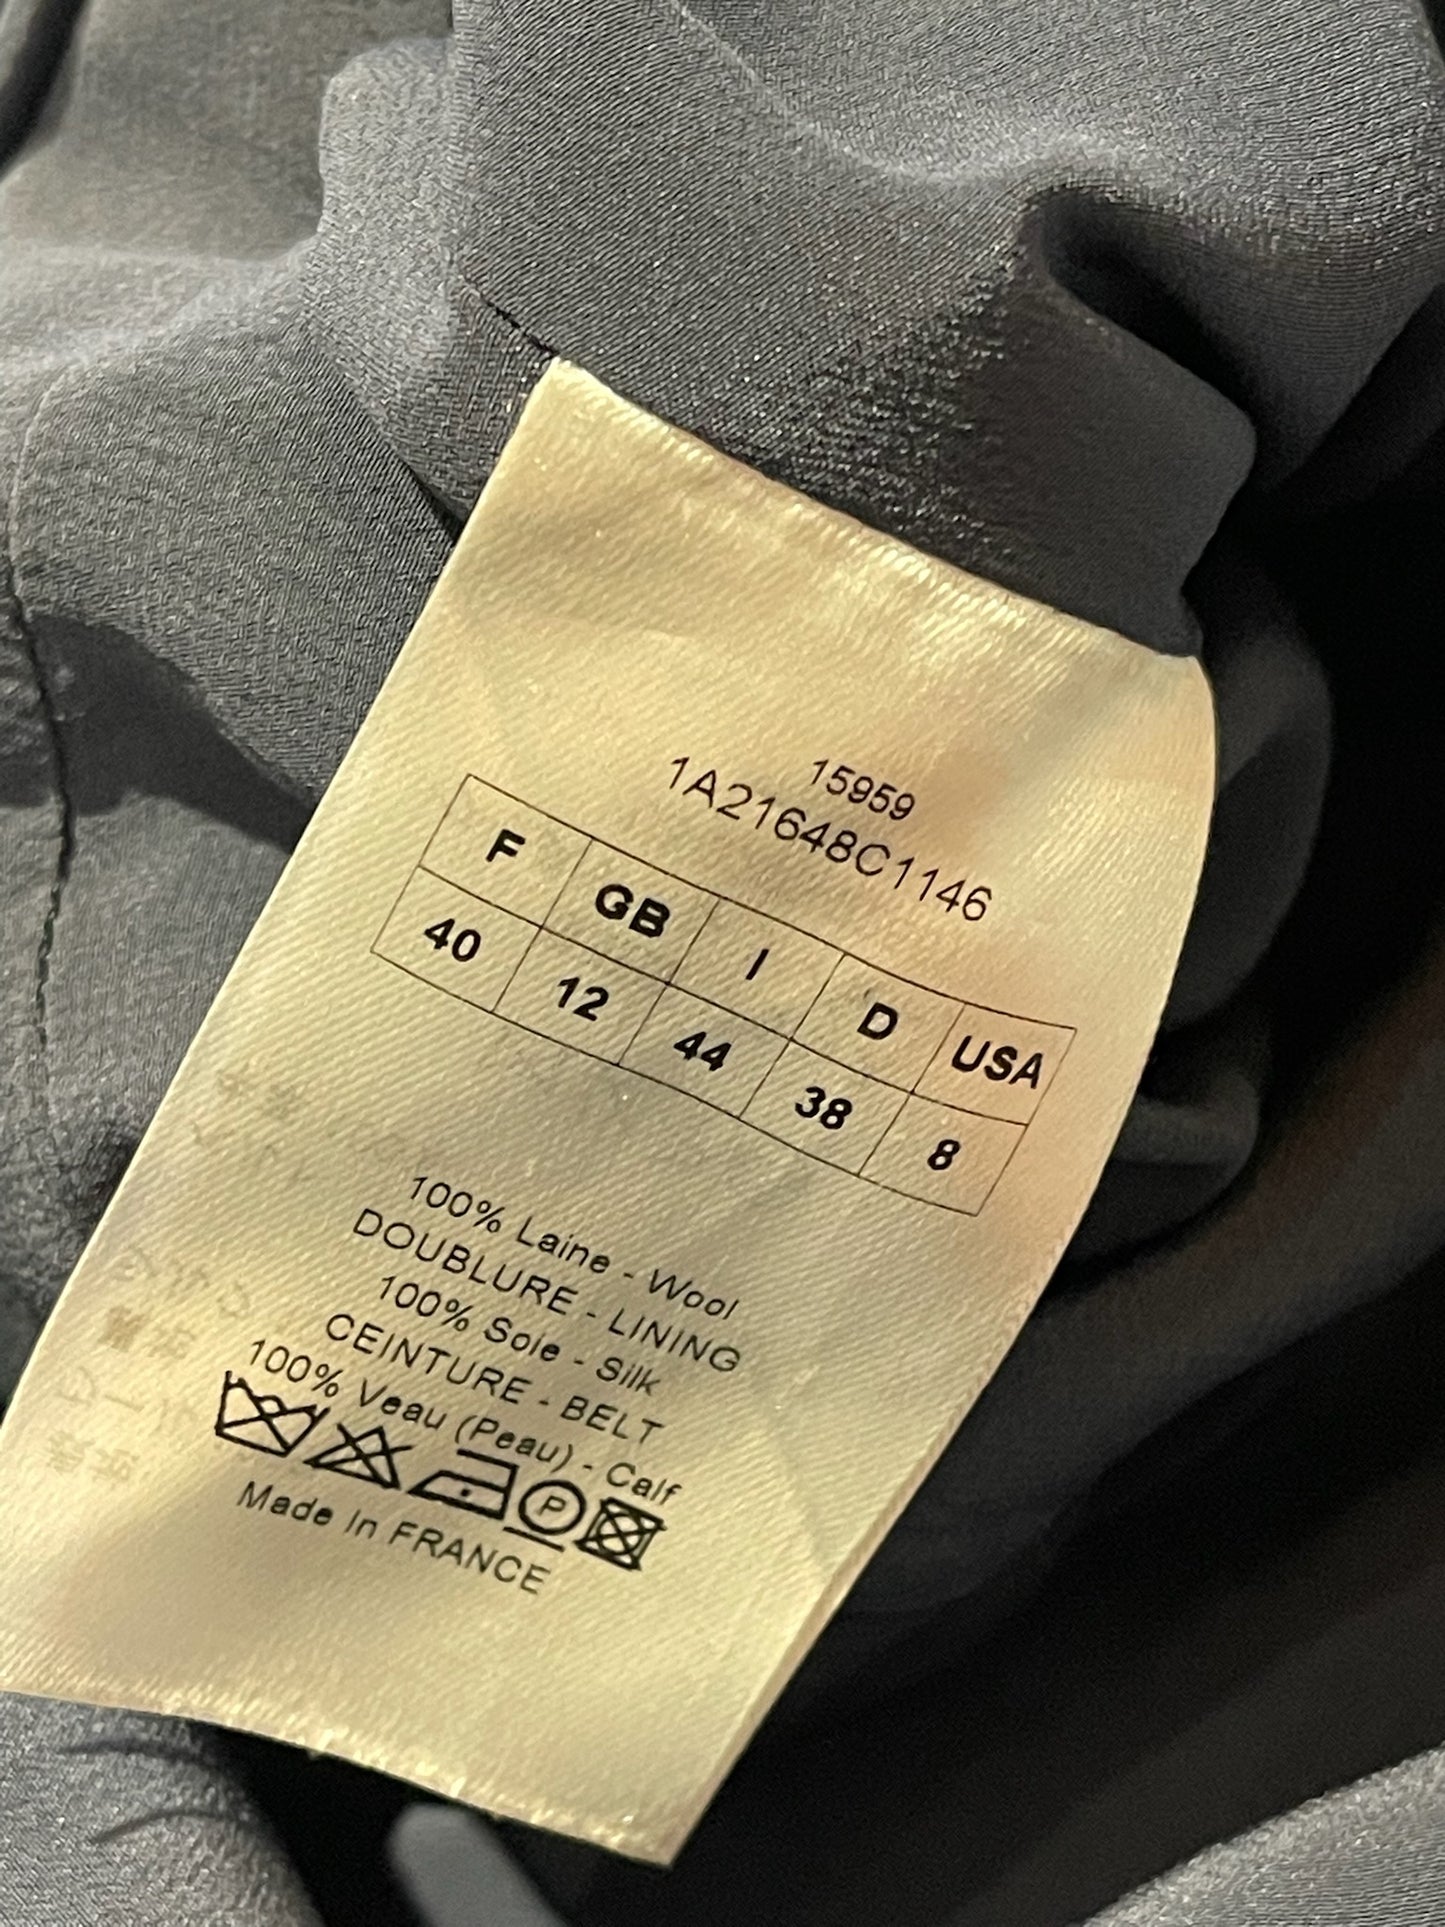 15959
1A21648C1146
F GB I D USA
40 12 44 38 8
100% Laine - Wool
DOUBLURE - LINING
100% Soie - Silk
CEINTURE - BELT
100% Veau (Peau) - Calf
P
Made In FRANCE